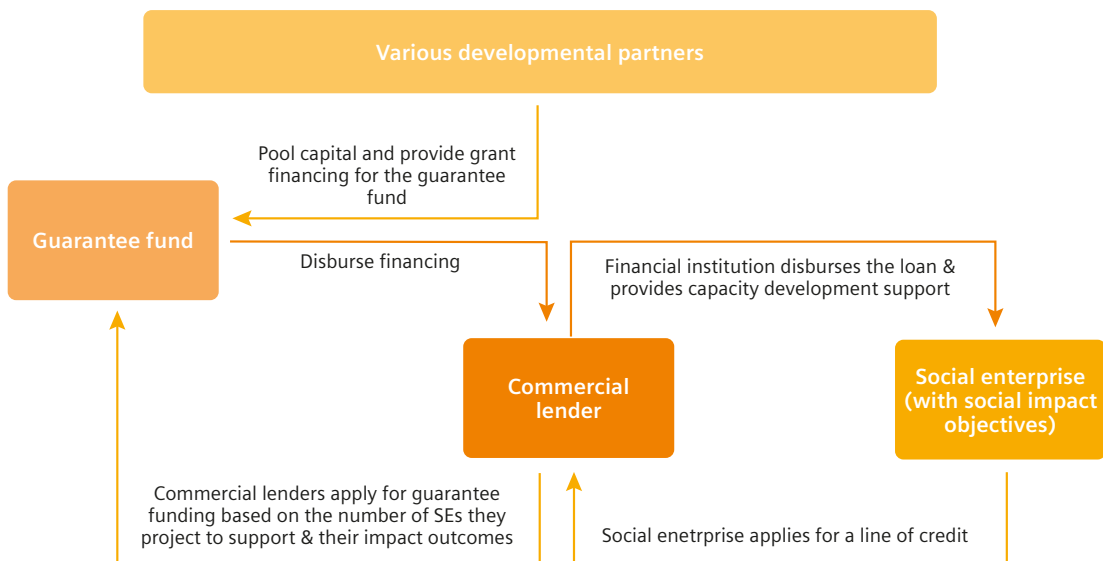 Various developmental partners
Pool capital and provide grant
financing for the guarantee
fund
Guarantee fund
Disburse financing
Financial institution disburses the loan &
provides capacity development support
Commercial
lender
Social enterprise
(with social impact
objectives)
Commercial lenders apply for guarantee
funding based on the number of SEs they
project to support & their impact outcomes
Social enetrprise applies for a line of credit